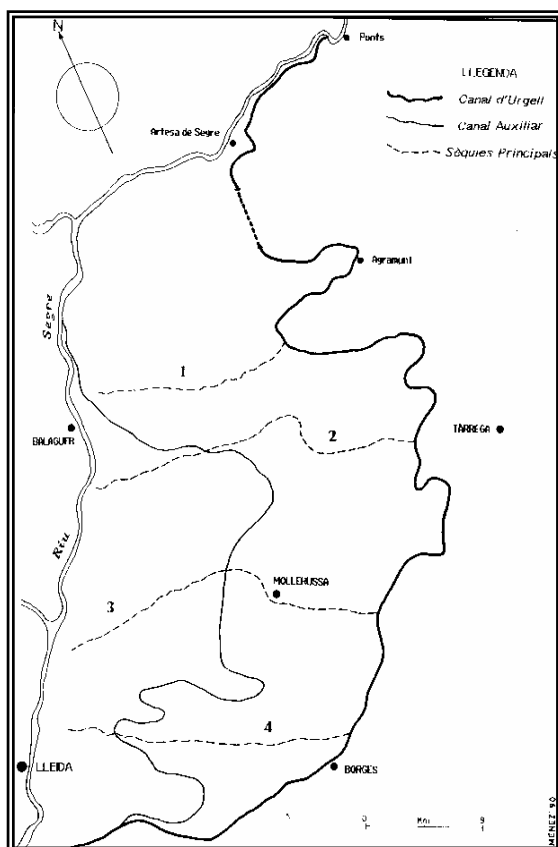 N
Ponts
LLEGENDA
Canal d'Urgell
Canal Auxiliar
Sèquies Principals
Artesa de Segre
Agramunt
Segre
1
2
TÀRREGA
BALAGUER
Riu
3
MOLLERUSSA
4
LLEIDA
BORGES
Km
9